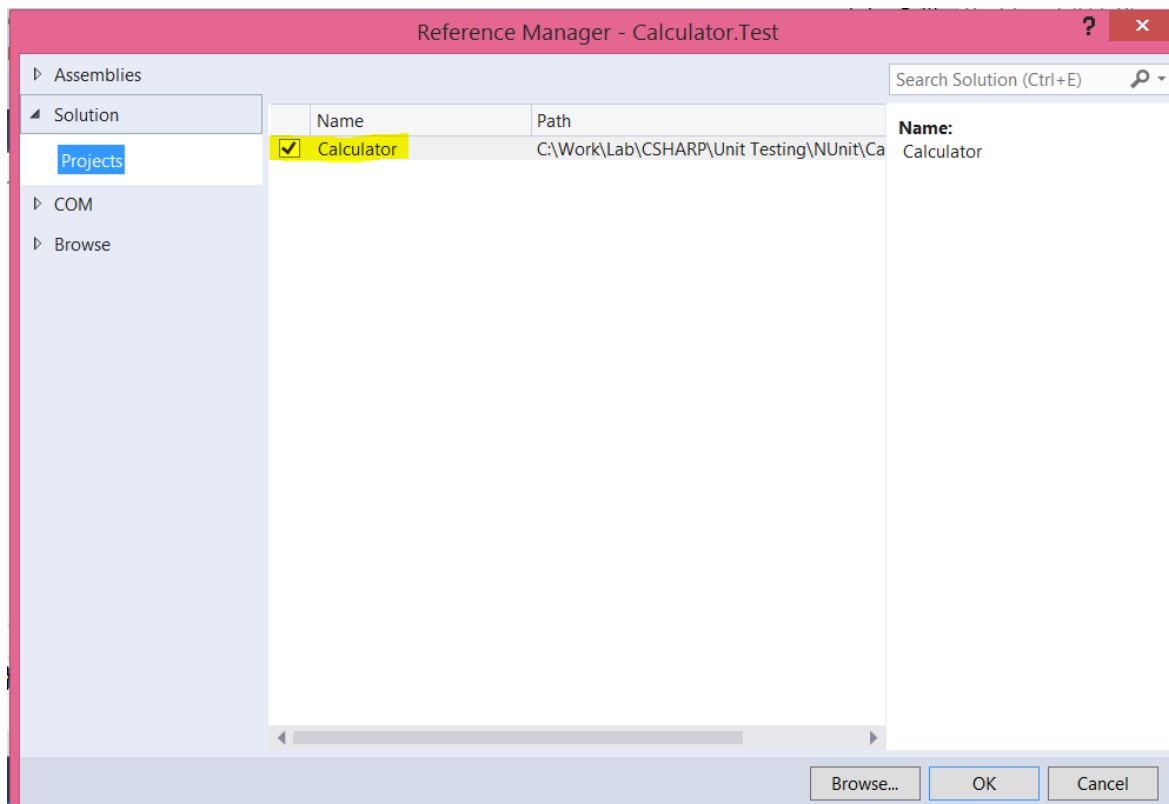 Reference Manager - Calculator.Test
?
Assemblies
Search Solution (Ctrl+E)
Solution
Projects
COM
Browse
Name Path
Calculator C:\Work\Lab\CSHARP\Unit Testing\NUnit\Ca
Name:
Calculator
Browse... OK Cancel